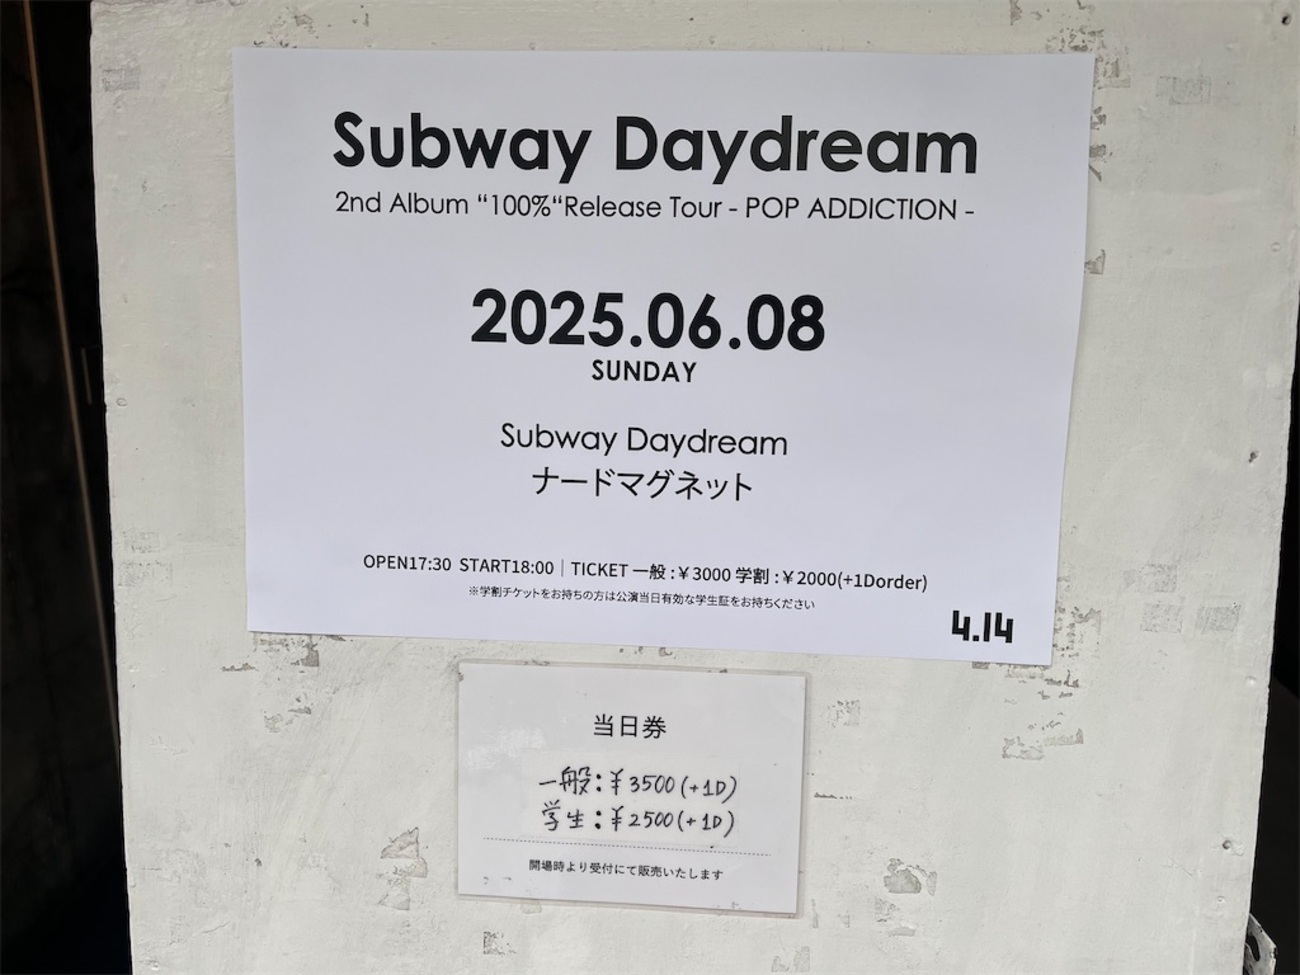 Subway Daydream
2nd Album “100%“Release Tour - POP ADDICTION -
2025.06.08
SUNDAY
Subway Daydream
ナードマグネット
OPEN17:30 START18:00｜TICKET 一般 :￥3000 学割 :￥2000(+1Dorder)
※学割チケットをお持ちの方は公演当日有効な学生証をお持ちください
4.14
当日券
一般:¥3500(+1D)
学生:¥2500(+1D)
開場時より受付にて販売いたします